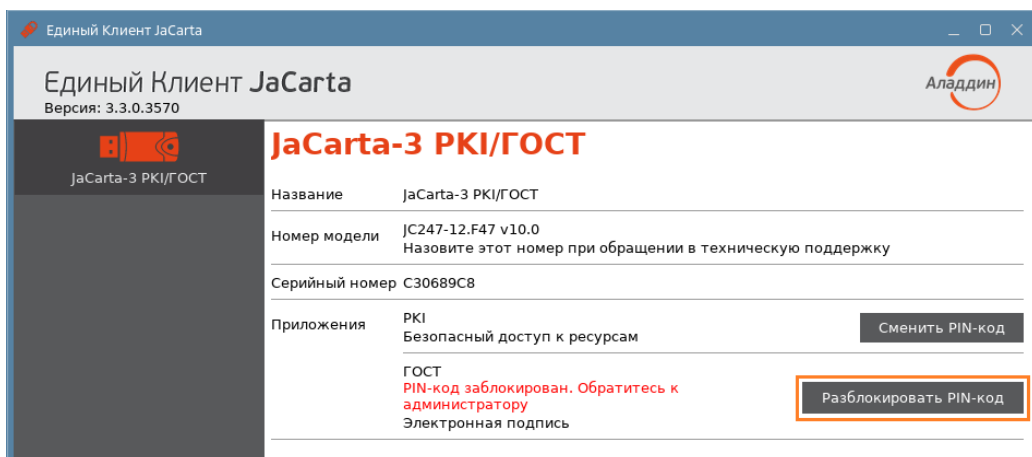 Единый Клиент JaCarta
Единый Клиент JaCarta
Версия: 3.3.0.3570
Аладдин
JaCarta-3 PKI/ГОСТ
JaCarta-3 PKI/ГОСТ
Название JaCarta-3 PKI/ГОСТ
Номер модели JC247-12.F47 v10.0
Назовите этот номер при обращении в техническую поддержку
Серийный номер C30689C8
Приложения PKI
Безопасный доступ к ресурсам
Сменить PIN-код
ГОСТ
PIN-код заблокирован. Обратитесь к
администратору
Электронная подпись
Разблокировать PIN-код